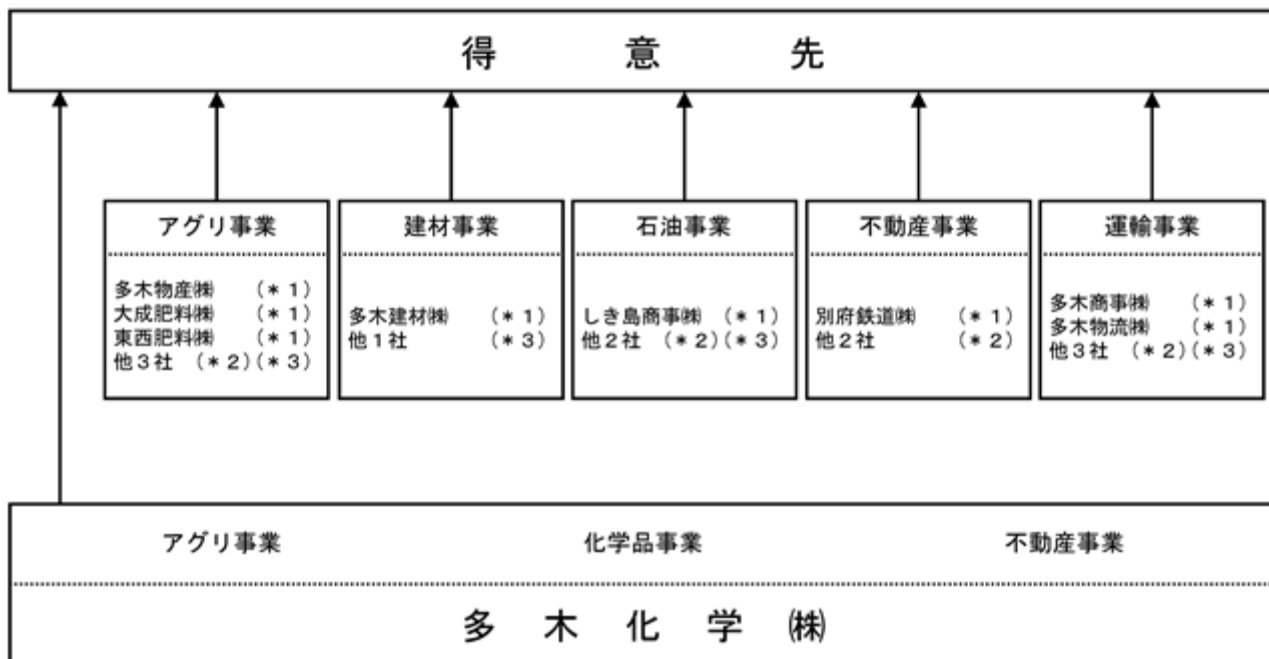 得意先
アグリ事業
多木物産㈱ (*1)
大成肥料㈱ (*1)
東西肥料㈱ (*1)
他3社 (*2)(*3)
建材事業
多木建材㈱ (*1)
他1社 (*3)
石油事業
しき島商事㈱ (*1)
他2社 (*2)(*3)
不動産事業
別府鉄道㈱ (*1)
他2社 (*2)
運輸事業
多木商事㈱ (*1)
多木物流㈱ (*1)
他3社 (*2)(*3)
アグリ事業 化学品事業 不動産事業
多木化学㈱